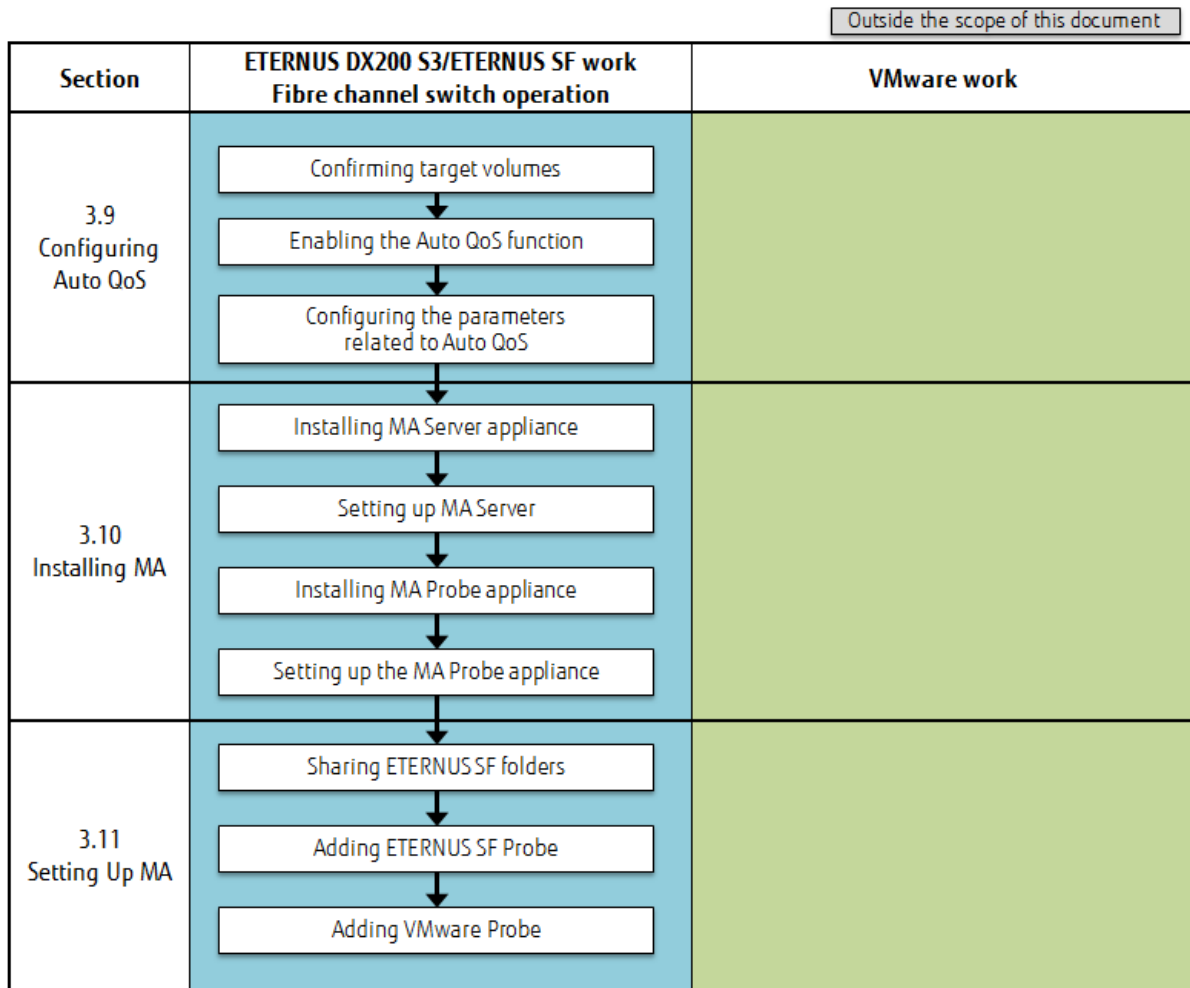 Outside the scope of this document
Section
ETERNUS DX200 S3/ETERNUS SF work
Fibre channel switch operation
VMware work
3.9
Configuring
Auto QoS
Confirming target volumes
Enabling the Auto QoS function
Configuring the parameters
related to Auto QoS
3.10
Installing MA
Installing MA Server appliance
Setting up MA Server
Installing MA Probe appliance
Setting up the MA Probe appliance
3.11
Setting Up MA
Sharing ETERNUS SF folders
Adding ETERNUS SF Probe
Adding VMware Probe